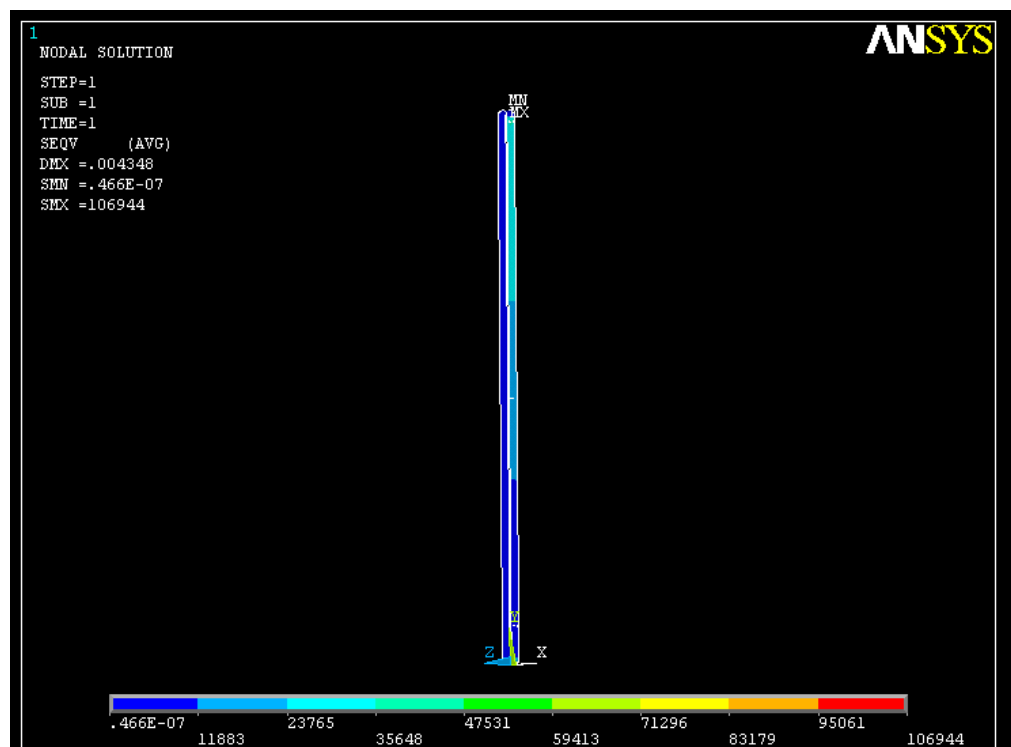 1
ANSYS
NODAL SOLUTION
STEP=1
SUB =1
TIME=1
SEQV (AVG)
DMX =.004348
SMN =.466E-07
SMX =106944
MN
MX
Y
Z X
.466E-07 23765 47531 71296 95061
11883 35648 59413 83179 106944